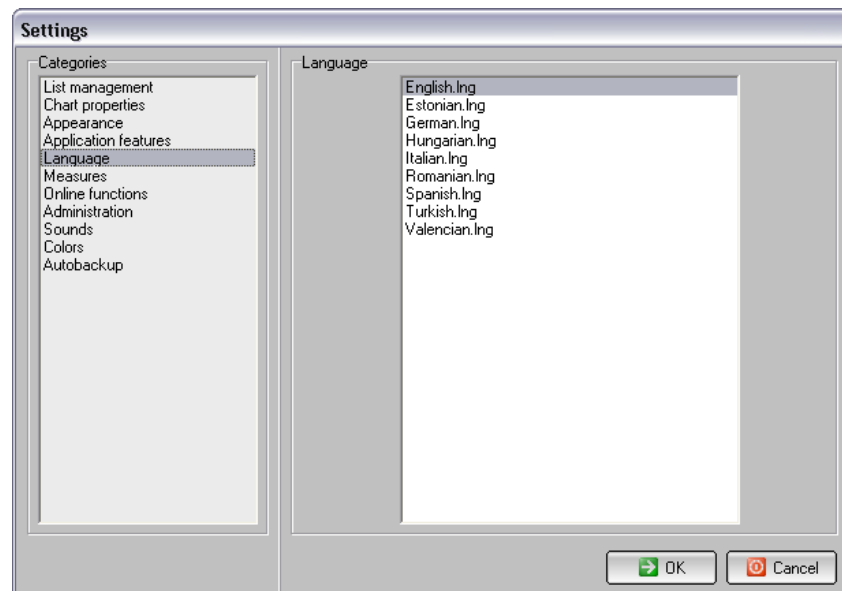 Settings
Categories
List management
Chart properties
Appearance
Application features
Language
Measures
Online functions
Administration
Sounds
Colors
Autobackup
Language
English.lng
Estonian.lng
German.lng
Hungarian.lng
Italian.lng
Romanian.lng
Spanish.lng
Turkish.lng
Valencian.lng
OK
Cancel